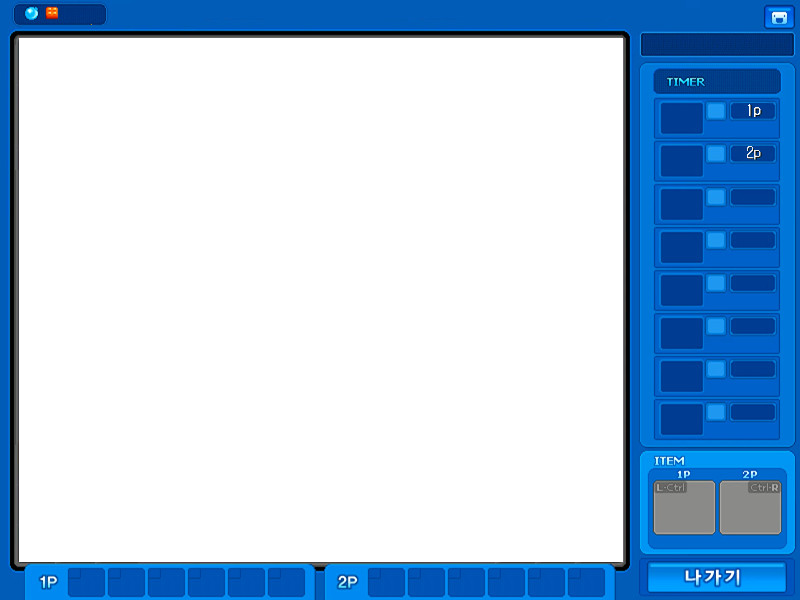 TIMER
1p
2p
ITEM
1P 2P
L-Ctrl Ctrl-R
나가기
1P 2P